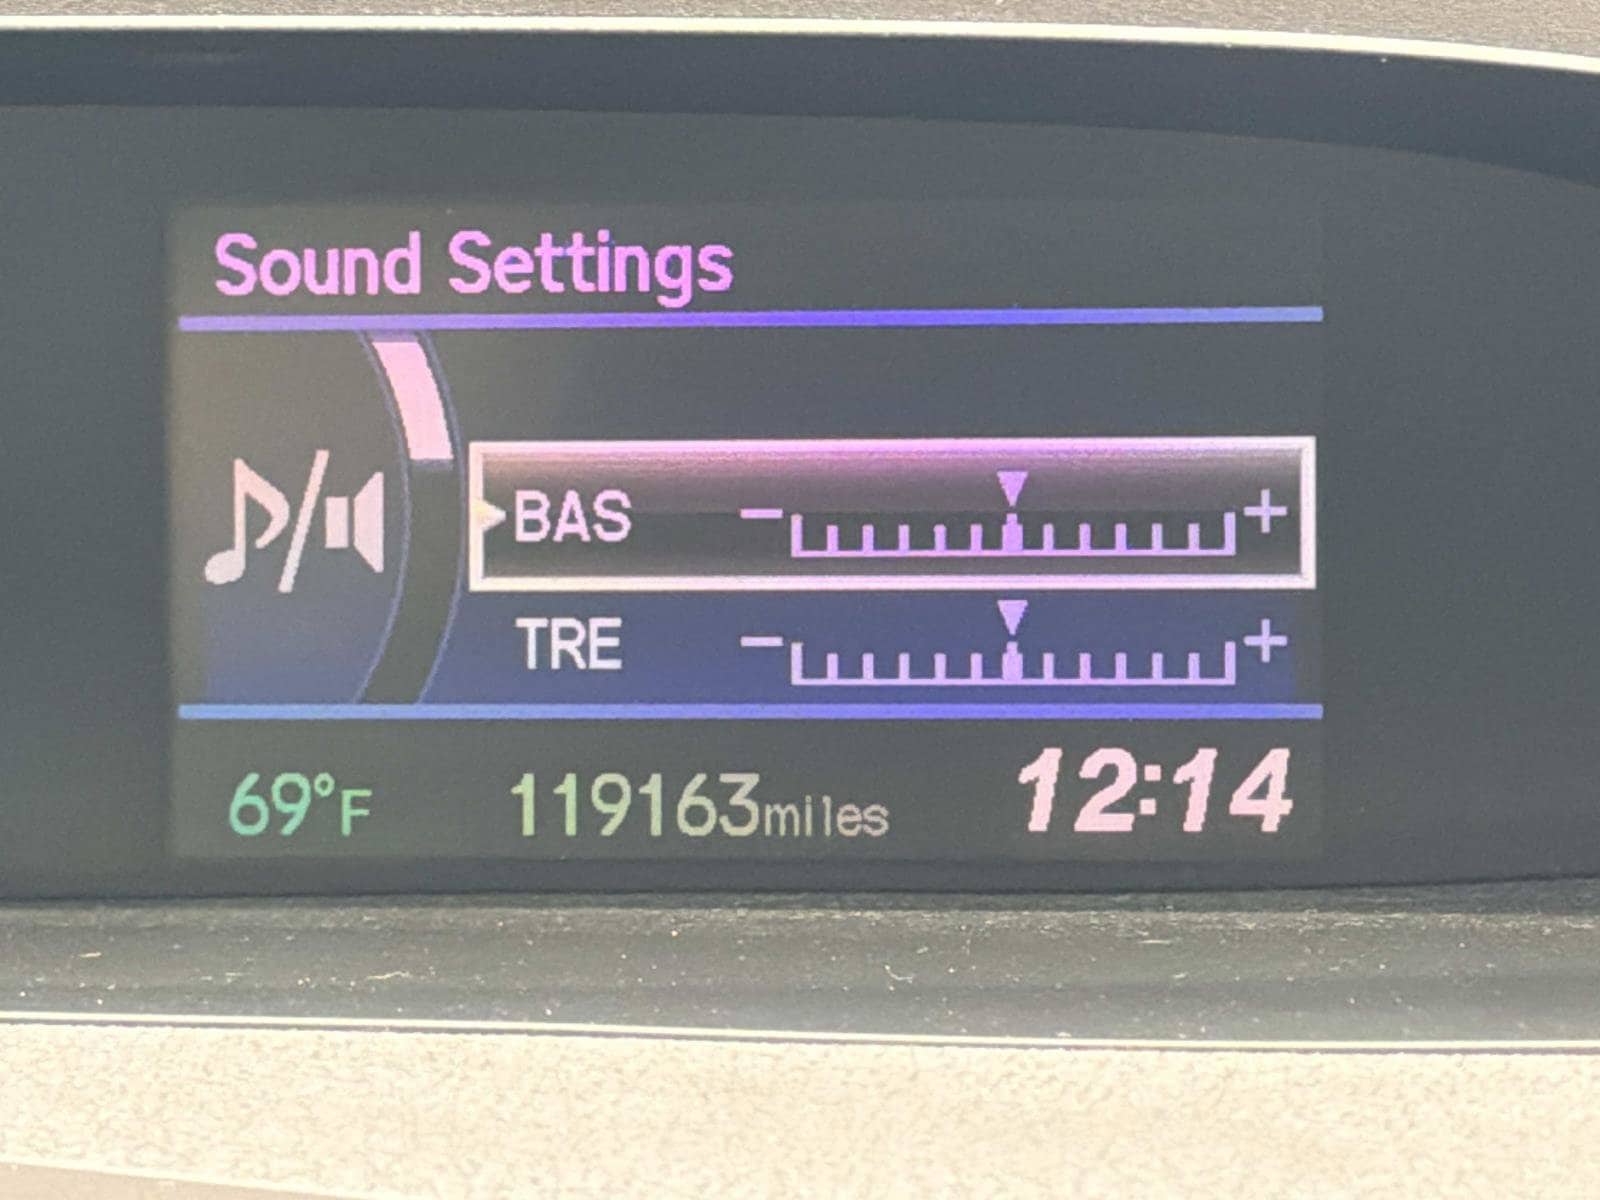 Sound Settings
BAS - +
TRE - +
69°F 119163miles 12:14